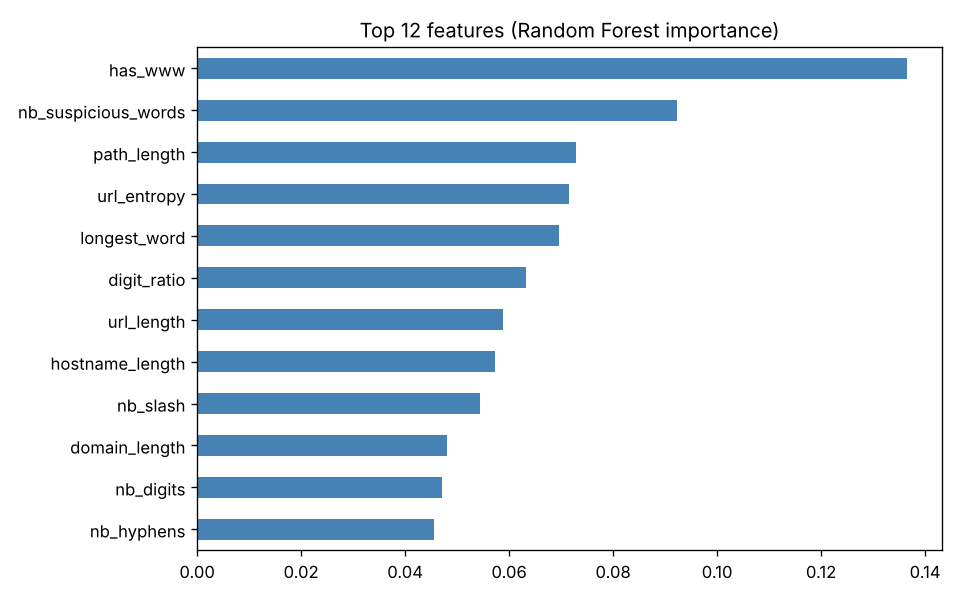 Top 12 features (Random Forest importance)
has_www
nb_suspicious_words
path_length
url_entropy
longest_word
digit_ratio
url_length
hostname_length
nb_slash
domain_length
nb_digits
nb_hyphens
0.00 0.02 0.04 0.06 0.08 0.10 0.12 0.14